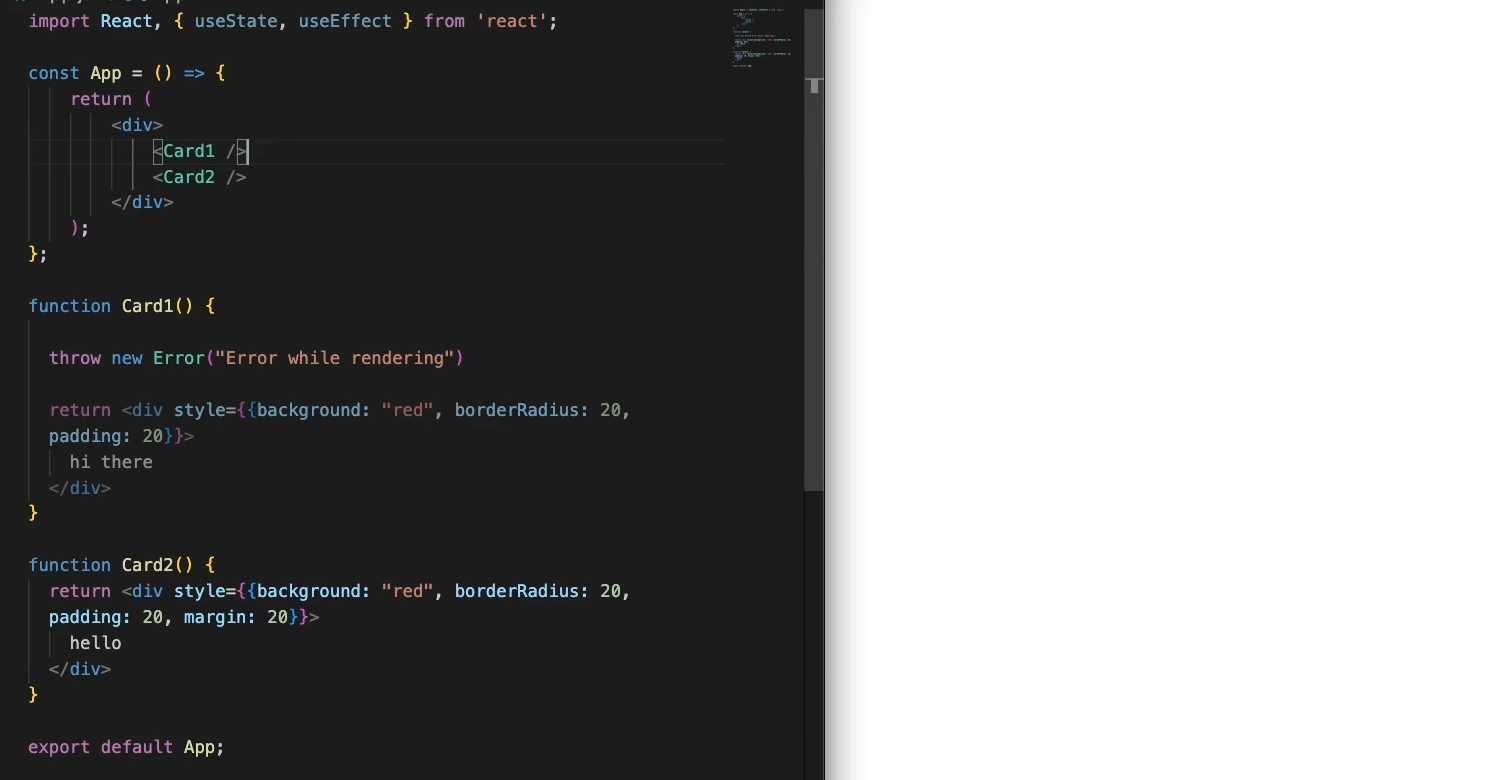 import React, { useState, useEffect } from 'react';
const App = () => {
return (
<div>
<Card1 />
<Card2 />
</div>
);
};
function Card1() {
throw new Error("Error while rendering")
return <div style={{background: "red", borderRadius: 20,
padding: 20}}>
hi there
</div>
}
function Card2() {
return <div style={{background: "red", borderRadius: 20,
padding: 20, margin: 20}}>
hello
</div>
}
export default App;